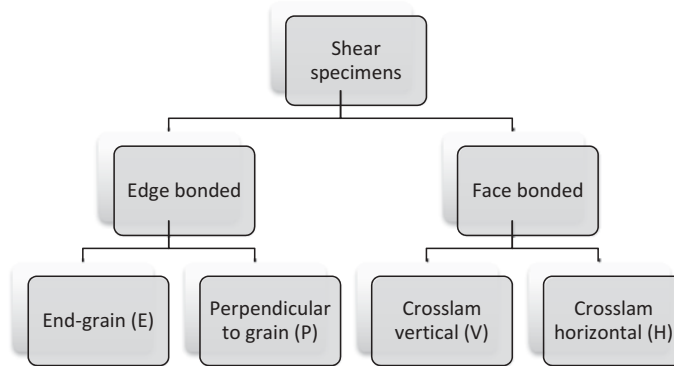 Shear
specimens
Edge bonded
Face bonded
End-grain (E)
Perpendicular
to grain (P)
Crosslam
vertical (V)
Crosslam
horizontal (H)